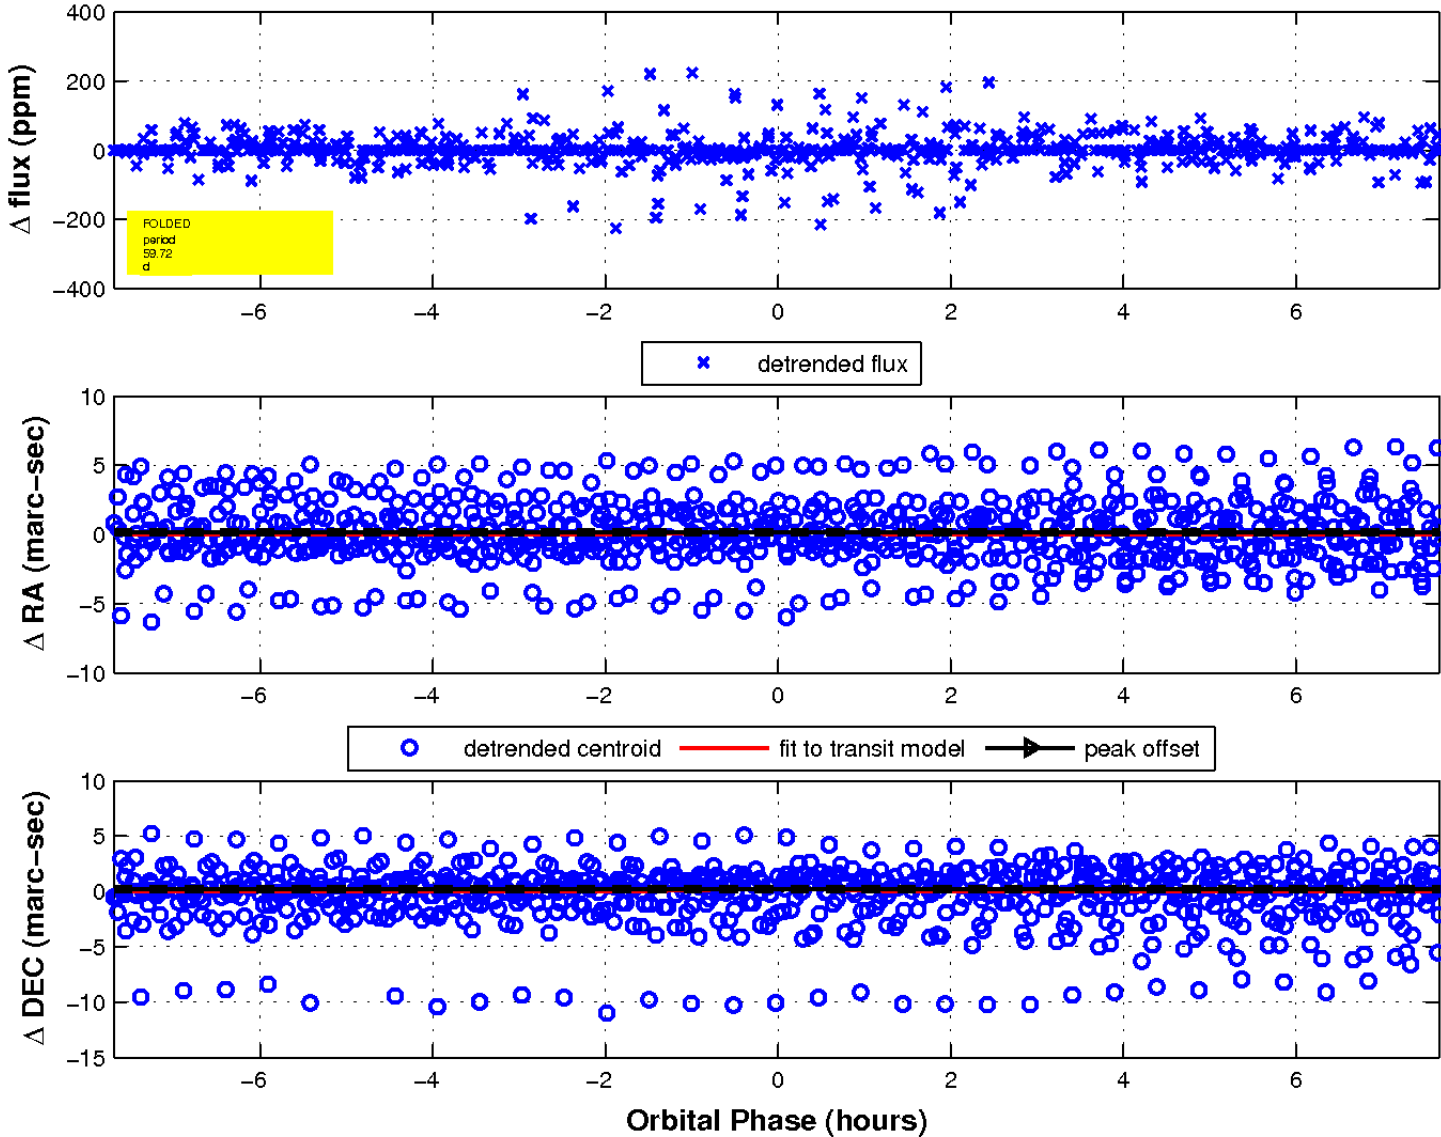 400
200
0
−200
−400
Δ flux (ppm)
FOLDED
period
59.72
d
−6 −4 −2 0 2 4 6
detrended flux
10
5
0
−5
−10
Δ RA (marc−sec)
−6 −4 −2 0 2 4 6
detrended centroid fit to transit model peak offset
10
5
0
−5
−10
−15
Δ DEC (marc−sec)
−6 −4 −2 0 2 4 6
Orbital Phase (hours)